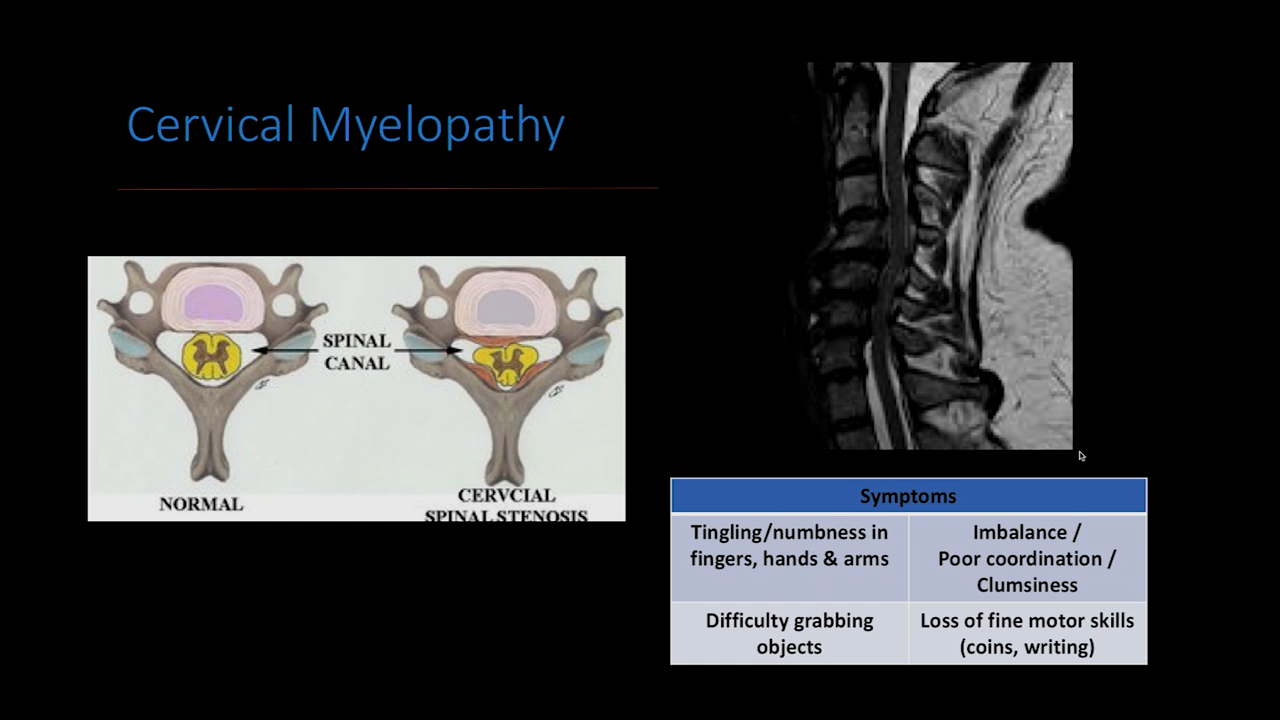 Cervical Myelopathy
SPINAL
CANAL
NORMAL
CERVCIAL
SPINAL STENOSIS
Symptoms
Tingling/numbness in
fingers, hands & arms
Imbalance /
Poor coordination /
Clumsiness
Difficulty grabbing
objects
Loss of fine motor skills
(coins, writing)